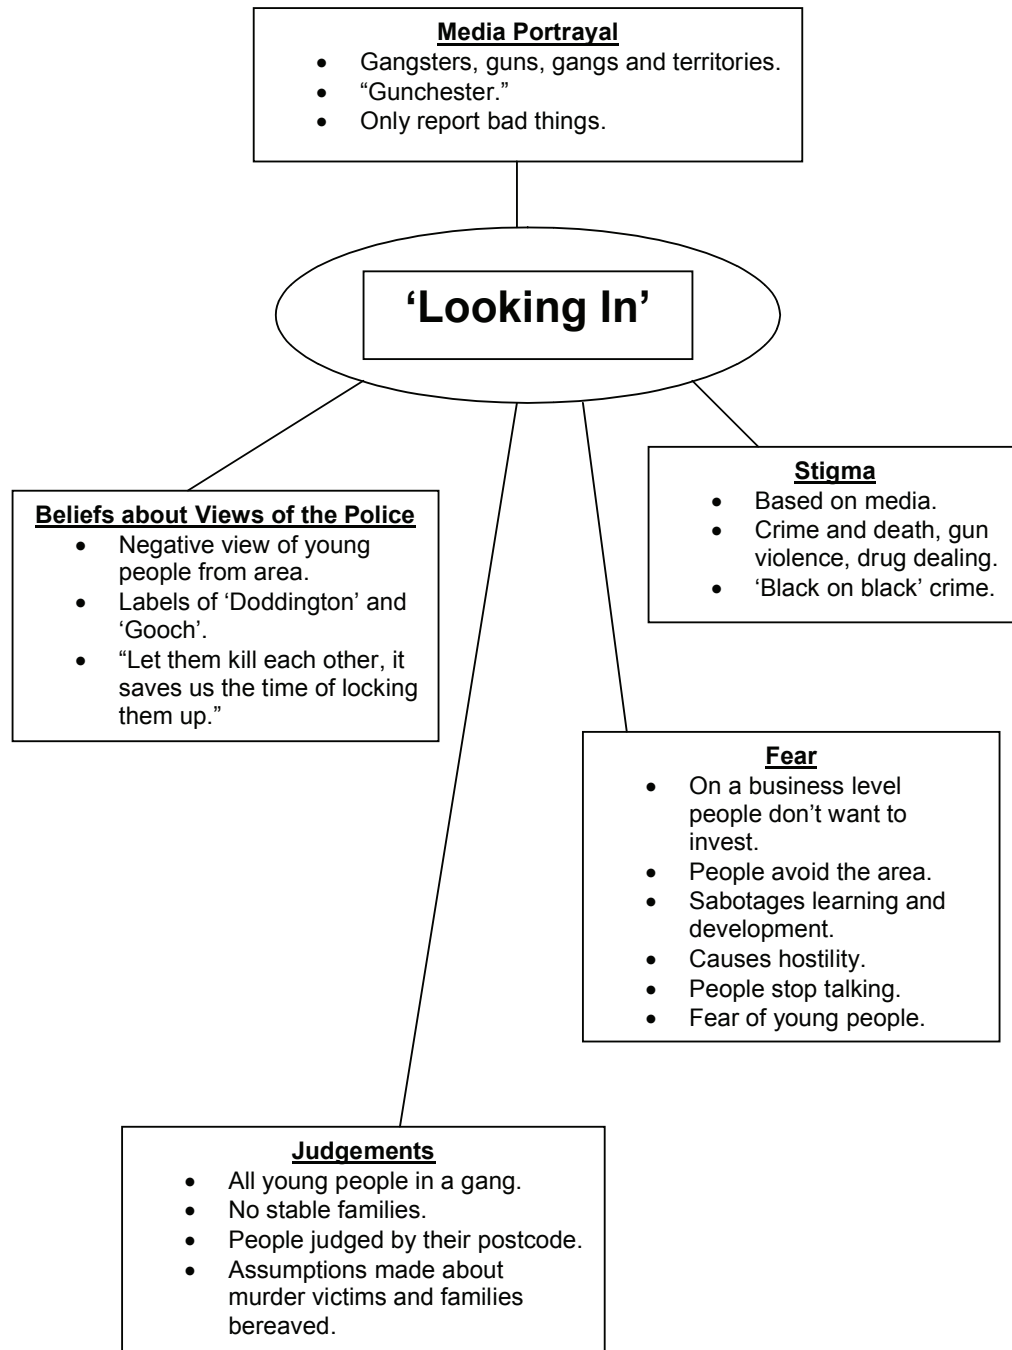 Media Portrayal
• Gangsters, guns, gangs and territories.
• “Gunchester.”
• Only report bad things.
‘Looking In’
Beliefs about Views of the Police
• Negative view of young
people from area.
• Labels of ‘Doddington’ and
‘Gooch’.
• “Let them kill each other, it
saves us the time of locking
them up.”
Stigma
• Based on media.
• Crime and death, gun
violence, drug dealing.
• ‘Black on black’ crime.
Fear
• On a business level
people don’t want to
invest.
• People avoid the area.
• Sabotages learning and
development.
• Causes hostility.
• People stop talking.
• Fear of young people.
Judgements
• All young people in a gang.
• No stable families.
• People judged by their postcode.
• Assumptions made about
murder victims and families
bereaved.